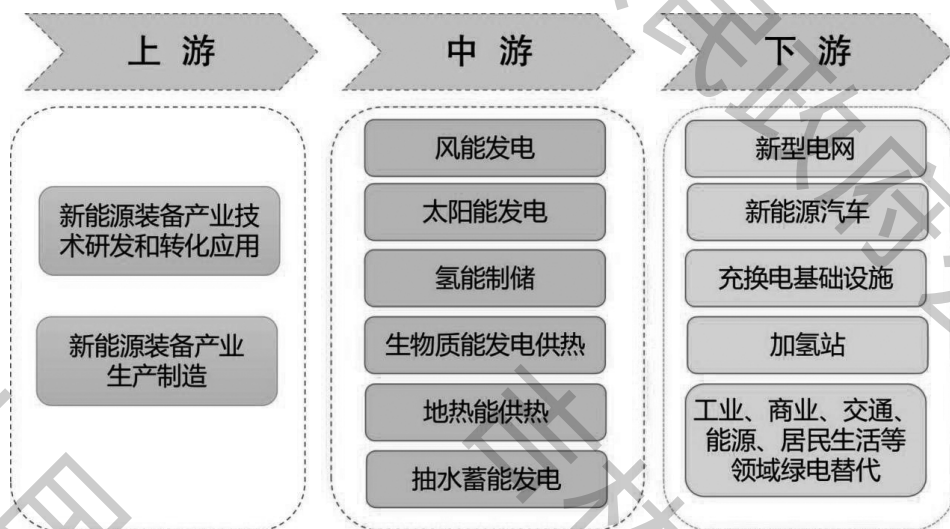 上 游
新能源装备产业技
术研发和转化应用
新能源装备产业
生产制造
中 游
风能发电
太阳能发电
氢能制储
生物质能发电供热
地热能供热
抽水蓄能发电
下 游
新型电网
新能源汽车
充换电基础设施
加氢站
工业、商业、交通、
能源、居民生活等
领域绿电替代